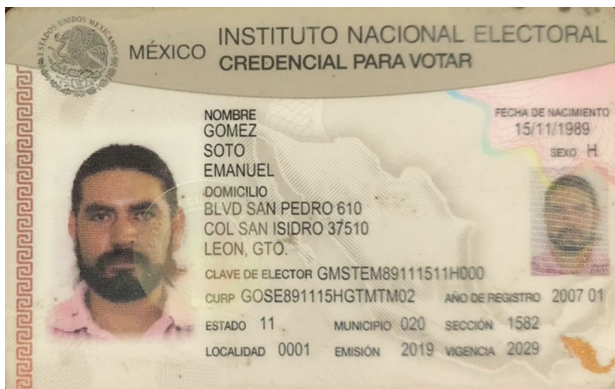 ESTADOS UNIDOS MEXICANOS
MÉXICO INSTITUTO NACIONAL ELECTORAL
CREDENCIAL PARA VOTAR
NOMBRE
GOMEZ
SOTO
EMANUEL
FECHA DE NACIMIENTO
15/11/1989
SEXO H
DOMICILIO
BLVD SAN PEDRO 610
COL SAN ISIDRO 37510
LEON, GTO.
CLAVE DE ELECTOR GMSTEM89111511H000
CURP GOSE891115HGTMTM02 AÑO DE REGISTRO 2007 01
ESTADO 11 MUNICIPIO 020 SECCIÓN 1582
LOCALIDAD 0001 EMISIÓN 2019 VIGENCIA 2029